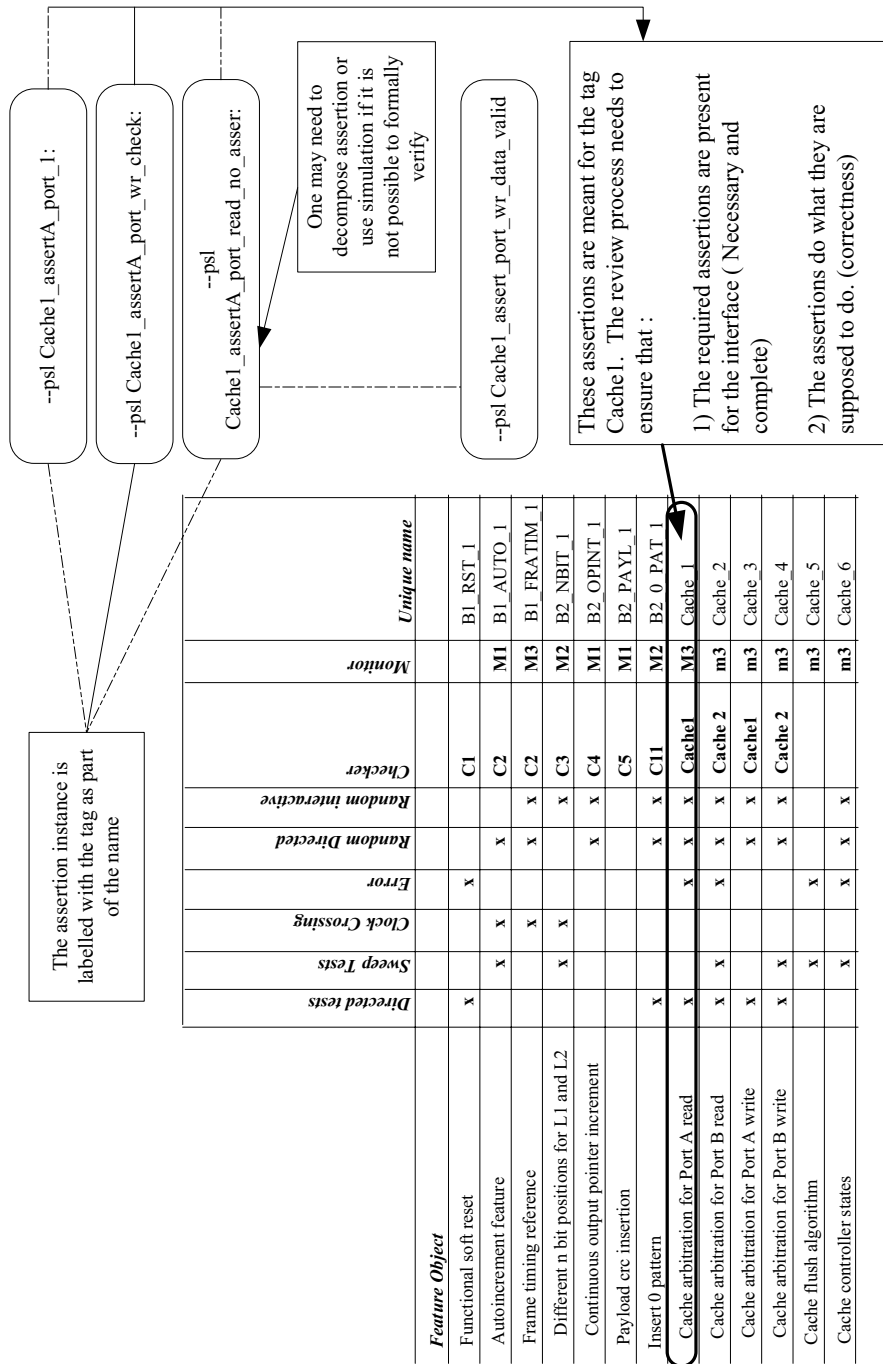 The assertion instance is
labelled with the tag as part
of the name
--psl Cache1_assertA_port_1:
--psl Cache1_assertA_port_wr_check:
--psl
Cache1_assertA_port_read_no_asser:
One may need to
decompose assertion or
use simulation if it is
not possible to formally
verify
--psl Cache1_assert_port_wr_data_valid
These assertions are meant for the tag
Cache1. The review process needs to
ensure that :
1) The required assertions are present
for the interface ( Necessary and
complete)
2) The assertions do what they are
supposed to do. (correctness)
Feature Object Directed tests Sweep Tests Clock Crossing Error Random Directed Random interactive Checker Monitor Unique name
Functional soft reset x x C1 B1_RST_1
Autoincrement feature x x x C2 M1 B1_AUTO_1
Frame timing reference x x x C2 M3 B1_FRATIM_1
Different n bit positions for L1 and L2 x x x C3 M2 B2_NBIT_1
Continuous output pointer increment x x C4 M1 B2_OPINT_1
Payload crc insertion C5 M1 B2_PAYL_1
Insert 0 pattern x x x C11 M2 B2_0_PAT_1
Cache arbitration for Port A read x x x x Cache1 M3 Cache_1
Cache arbitration for Port B read x x x x x Cache 2 m3 Cache_2
Cache arbitration for Port A write x x x Cache1 m3 Cache_3
Cache arbitration for Port B write x x x x Cache 2 m3 Cache_4
Cache flush algorithm x x m3 Cache_5
Cache controller states x x x x m3 Cache_6